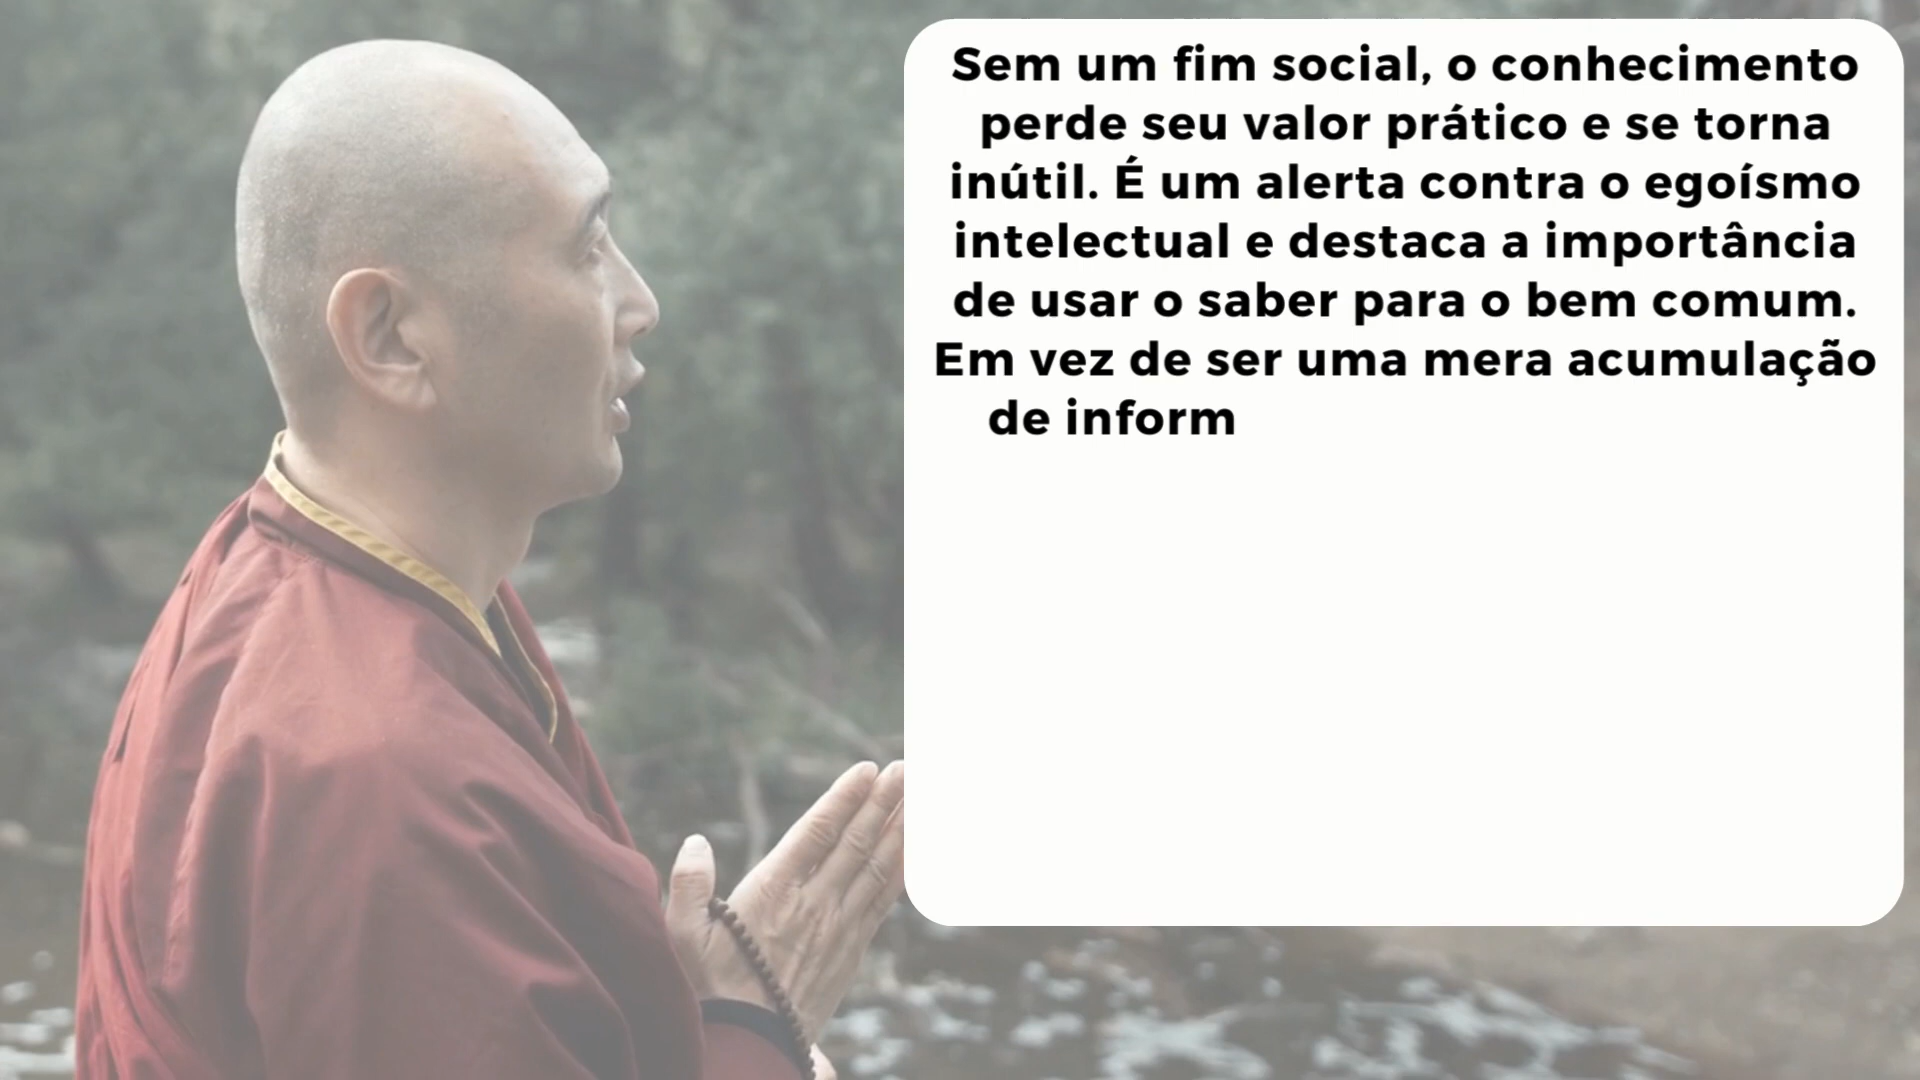 Sem um fim social, o conhecimento
perde seu valor prático e se torna
inútil. É um alerta contra o egoísmo
intelectual e destaca a importância
de usar o saber para o bem comum.
Em vez de ser uma mera acumulação
de inform